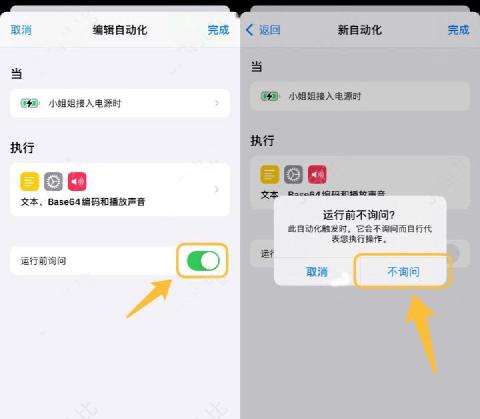 取消
编辑自动化
完成
当
小姐姐接入电源时
执行
文本、Base64编码和播放声音
运行前询问
返回
新自动化
完成
当
小姐姐接入电源时
执行
文本、Base64编码和播放声音
运行前不询问?
此自动化触发时,它会不询问而自行代
表您执行操作。
取消
不询问